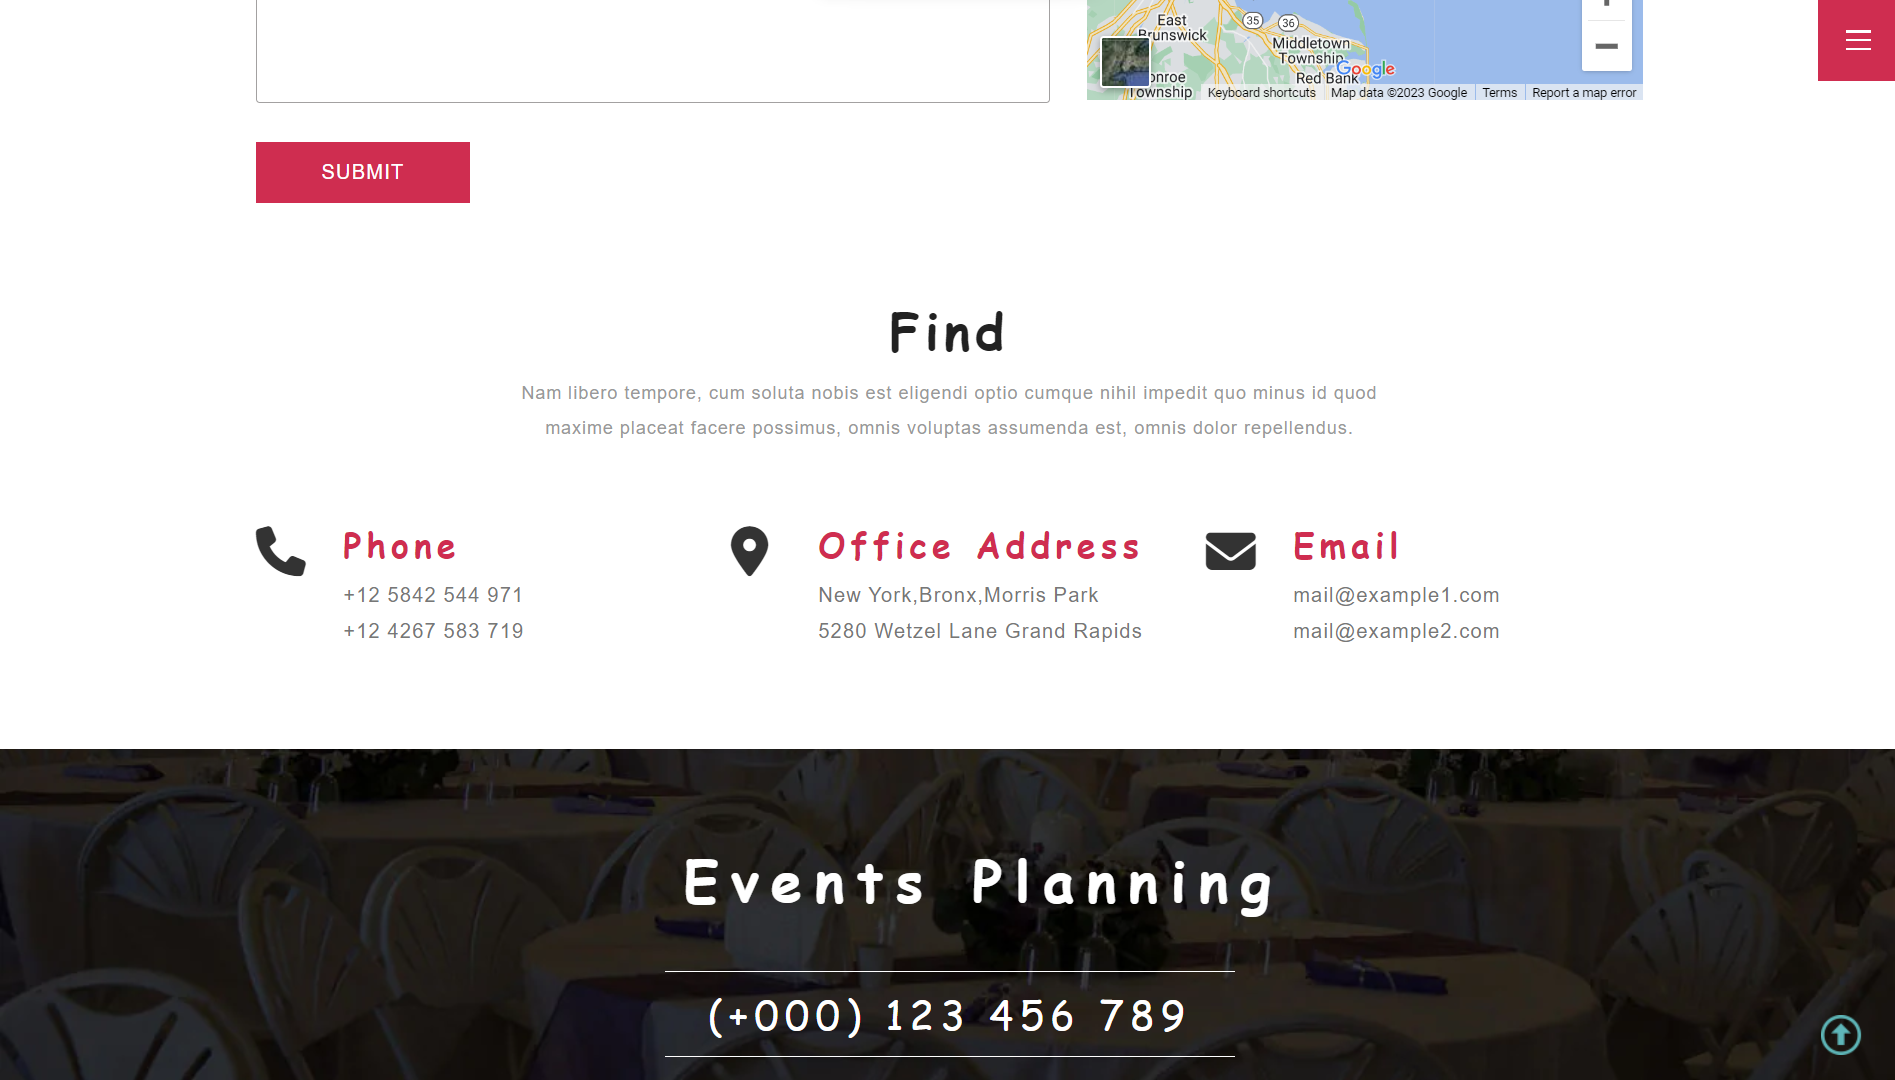 East
Brunswick
35
36
Middletown
Township
Red Bank
Google
onroe
Township
Keyboard shortcuts
Map data ©2023 Google
Terms
Report a map error
SUBMIT
Find
Nam libero tempore, cum soluta nobis est eligendi optio cumque nihil impedit quo minus id quod
maxime placeat facere possimus, omnis voluptas assumenda est, omnis dolor repellendus.
Phone
+12 5842 544 971
+12 4267 583 719
Office Address
New York,Bronx,Morris Park
5280 Wetzel Lane Grand Rapids
Email
mail@example1.com
mail@example2.com
Events Planning
(+000) 123 456 789